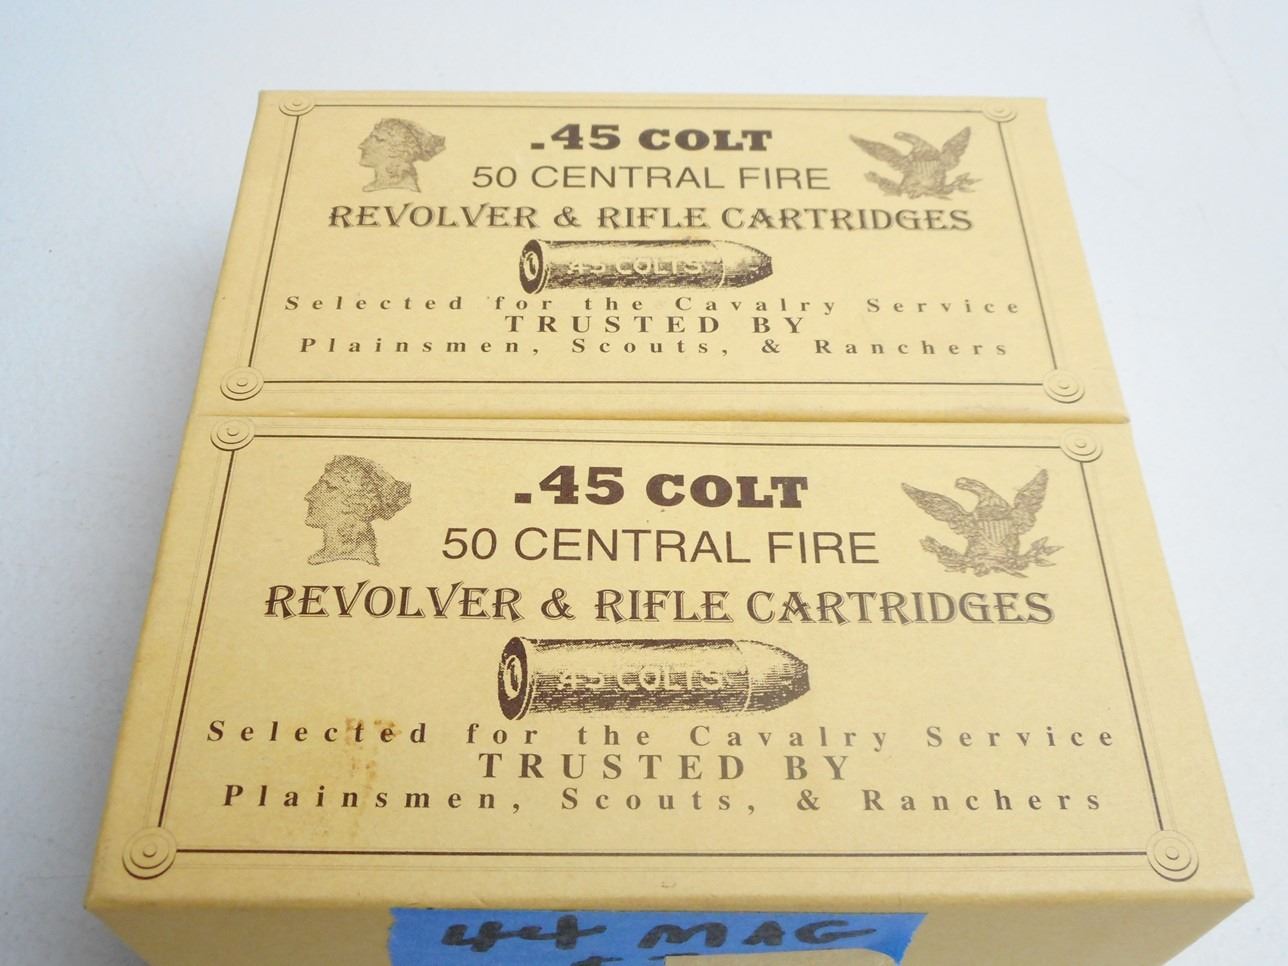 .45 COLT
50 CENTRAL FIRE
REVOLVER & RIFLE CARTRIDGES
45 COLTS
Selected for the Cavalry Service
TRUSTED BY
Plainsmen, Scouts, & Ranchers
.45 COLT
50 CENTRAL FIRE
REVOLVER & RIFLE CARTRIDGES
45 COLTS
Selected for the Cavalry Service
TRUSTED BY
Plainsmen, Scouts, & Ranchers
44 MAG